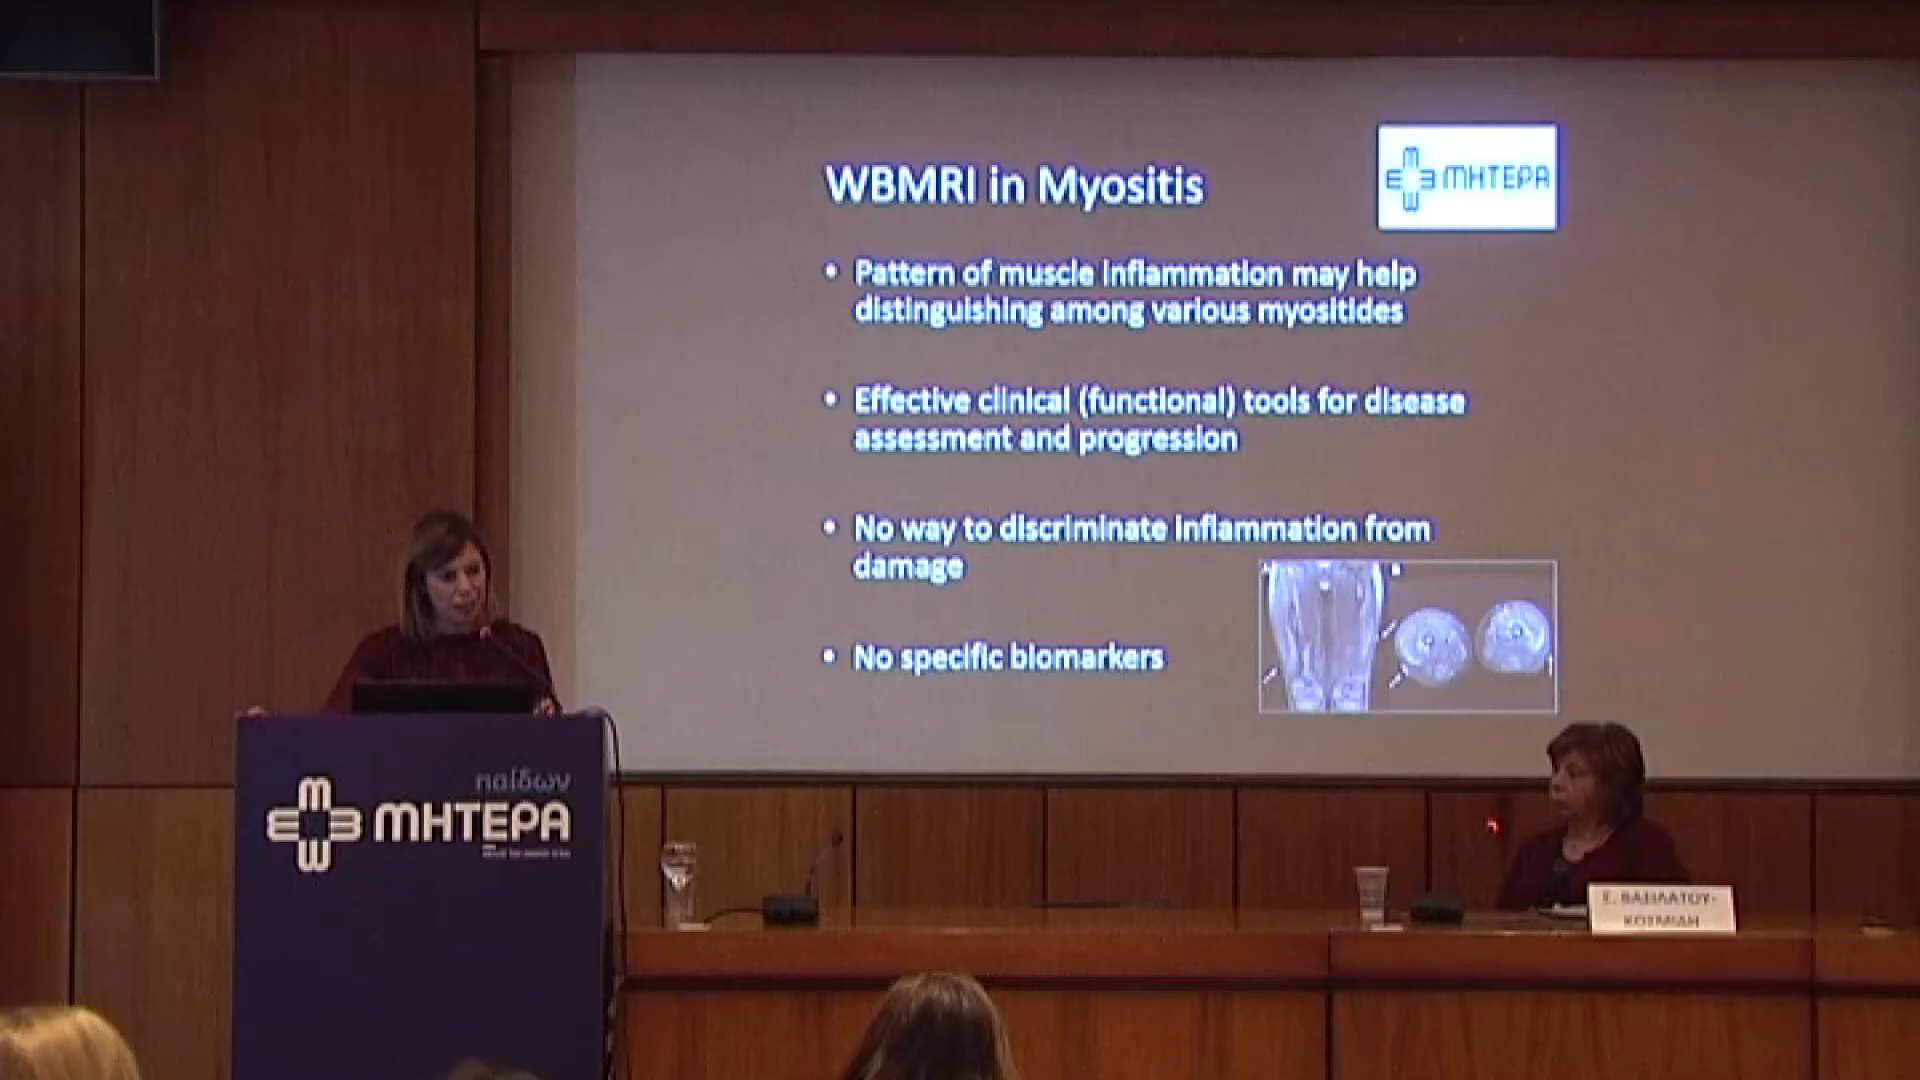 WBMRI in Myositis
ΜΗΤΕΡΑ
• Pattern of muscle inflammation may help
distinguishing among various myositides
• Effective clinical (functional) tools for disease
assessment and progression
• No way to discriminate inflammation from
damage
• No specific biomarkers
παίδων
ΜΗΤΕΡΑ
Ε. ΒΑΣΙΛΑΤΟΥ-
ΚΟΣΜΙΔΗ